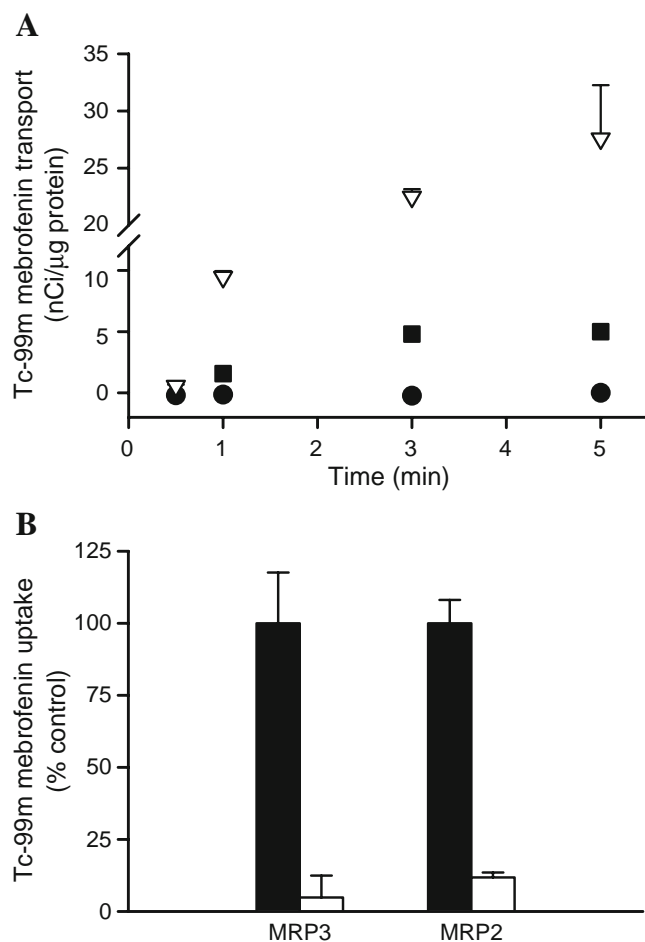 A
Tc-99m mebrofenin transport
(nCi/μg protein)
35
30
25
20
10
5
0
0
1
2
3
4
5
Time (min)
B
Tc-99m mebrofenin uptake
(% control)
125
100
75
50
25
0
MRP3
MRP2